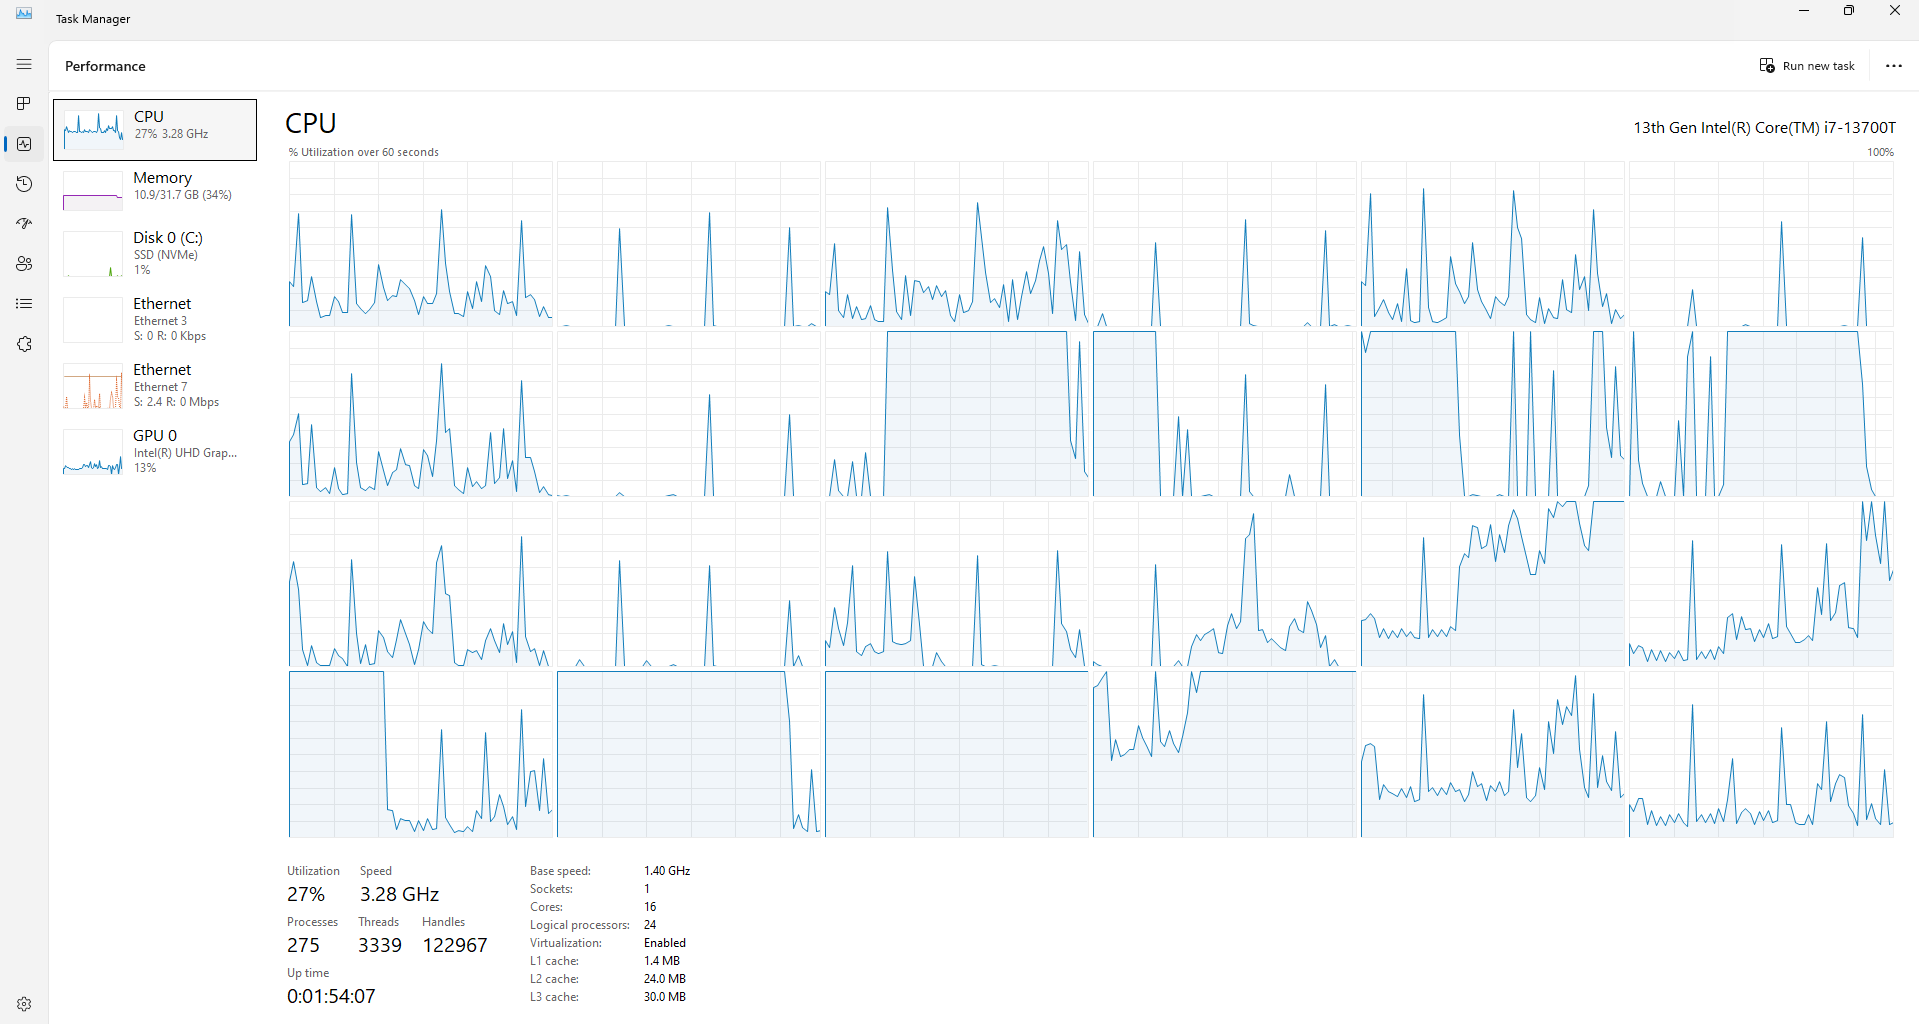 Task Manager
Performance
Run new task
CPU
27% 3.28 GHz
Memory
10.9/31.7 GB (34%)
Disk 0 (C:)
SSD (NVMe)
1%
Ethernet
Ethernet 3
S: 0 R: 0 Kbps
Ethernet
Ethernet 7
S: 2.4 R: 0 Mbps
GPU 0
Intel(R) UHD Grap...
13%
CPU
13th Gen Intel(R) Core(TM) i7-13700T
% Utilization over 60 seconds
100%
Utilization Speed
27% 3.28 GHz
Processes Threads Handles
275 3339 122967
Up time
0:01:54:07
Base speed: 1.40 GHz
Sockets: 1
Cores: 16
Logical processors: 24
Virtualization: Enabled
L1 cache: 1.4 MB
L2 cache: 24.0 MB
L3 cache: 30.0 MB